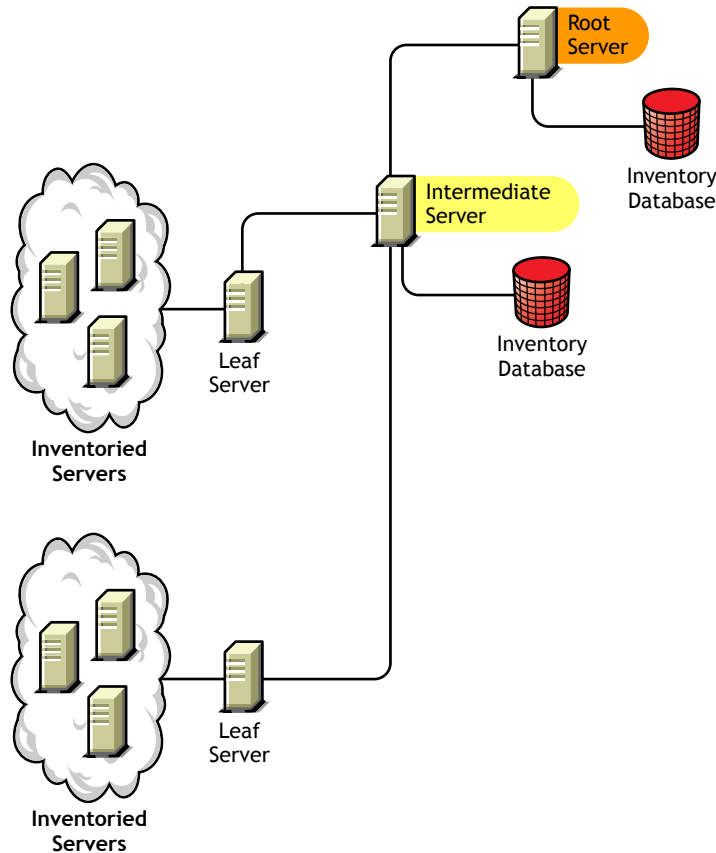 Root
Server
Inventory
Database
Intermediate
Server
Inventory
Database
Leaf
Server
Inventoried
Servers
Leaf
Server
Inventoried
Servers